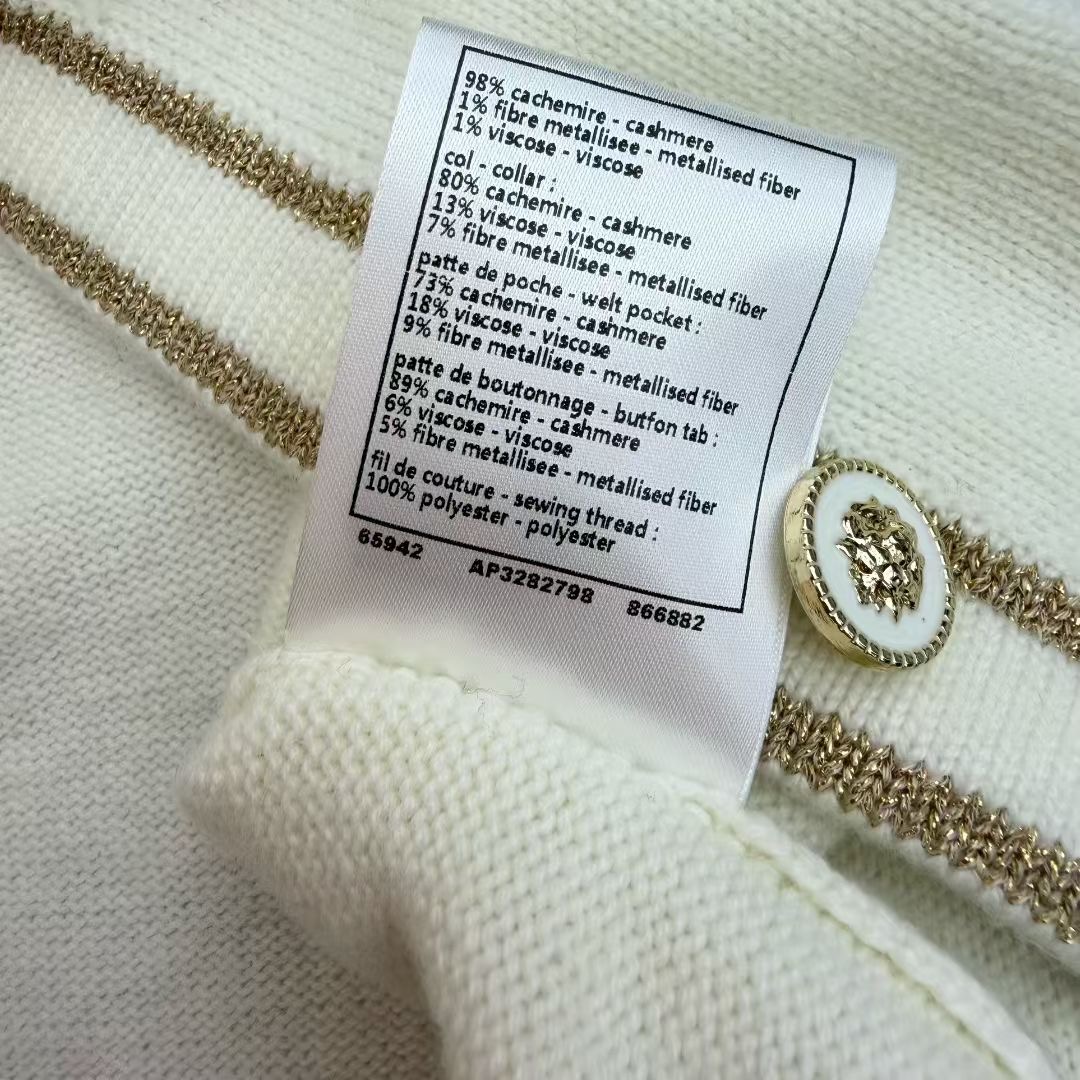 98% cachemire - cashmere
1% fibre metallisee - metallised fiber
1% viscose - viscose
col - collar :
80% cachemire - cashmere
13% viscose - viscose
7% fibre metallisee - metallised fiber
patte de poche - welt pocket :
73% cachemire - cashmere
18% viscose - viscose
9% fibre metallisee - metallised fiber
patte de boutonnage - butfon tab :
89% cachemire - cashmere
6% viscose - viscose
5% fibre metallisee - metallised fiber
fil de couture - sewing thread :
100% polyester - polyester
65942 AP3282798 866882